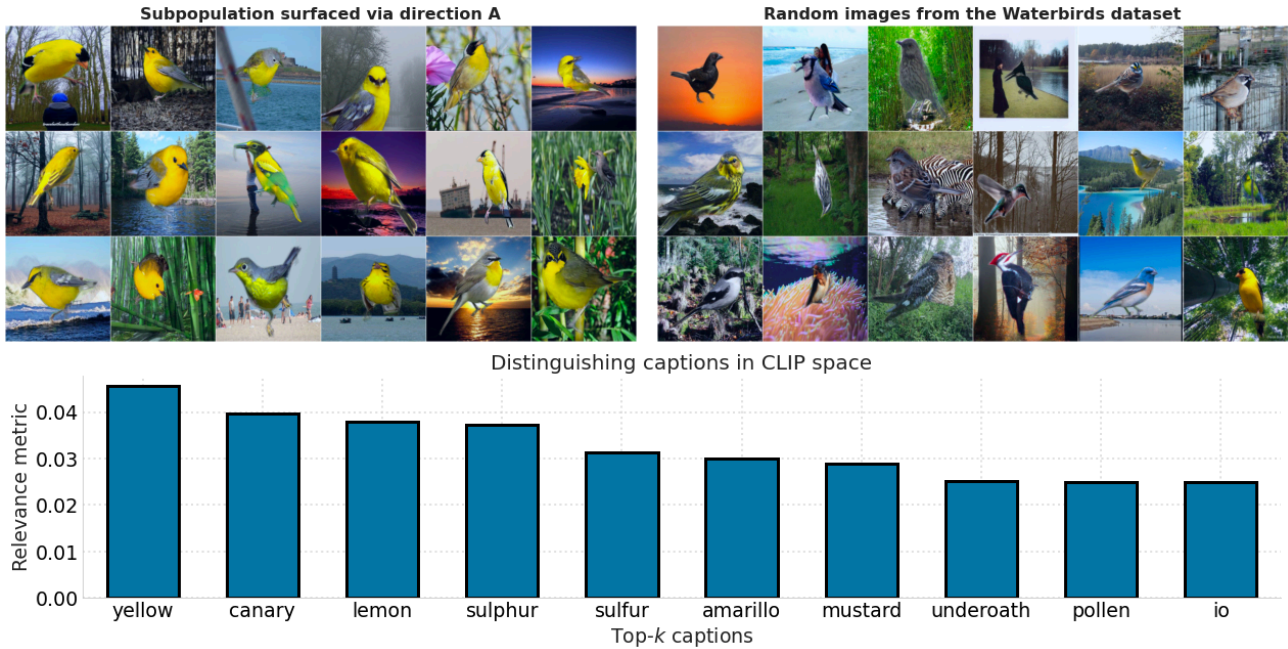 Subpopulation surfaced via direction A
Random images from the Waterbirds dataset
Distinguishing captions in CLIP space
Relevance metric
0.04
0.03
0.02
0.01
0.00
yellow canary lemon sulphur sulfur amarillo mustard underoath pollen io
Top-k captions